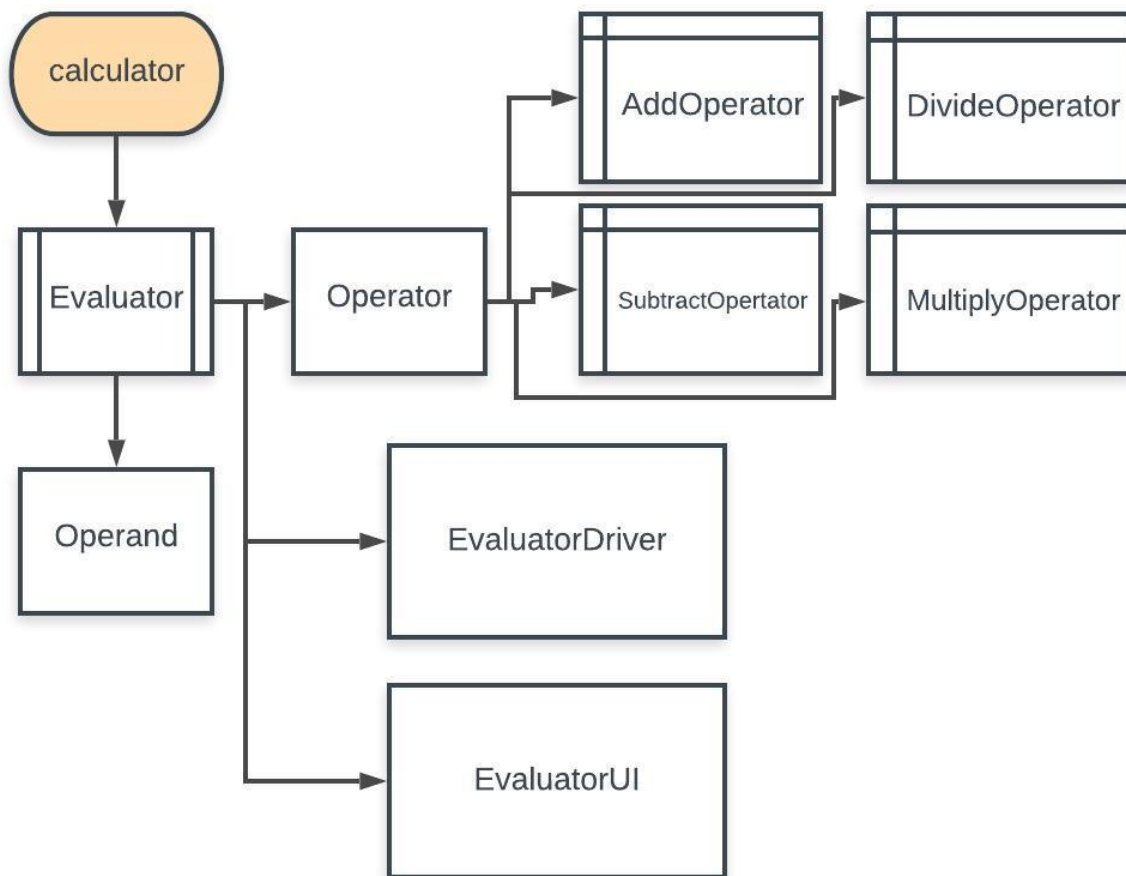 calculator
AddOperator
DivideOperator
Evaluator
Operator
SubtractOpertator
MultiplyOperator
Operand
EvaluatorDriver
EvaluatorUI